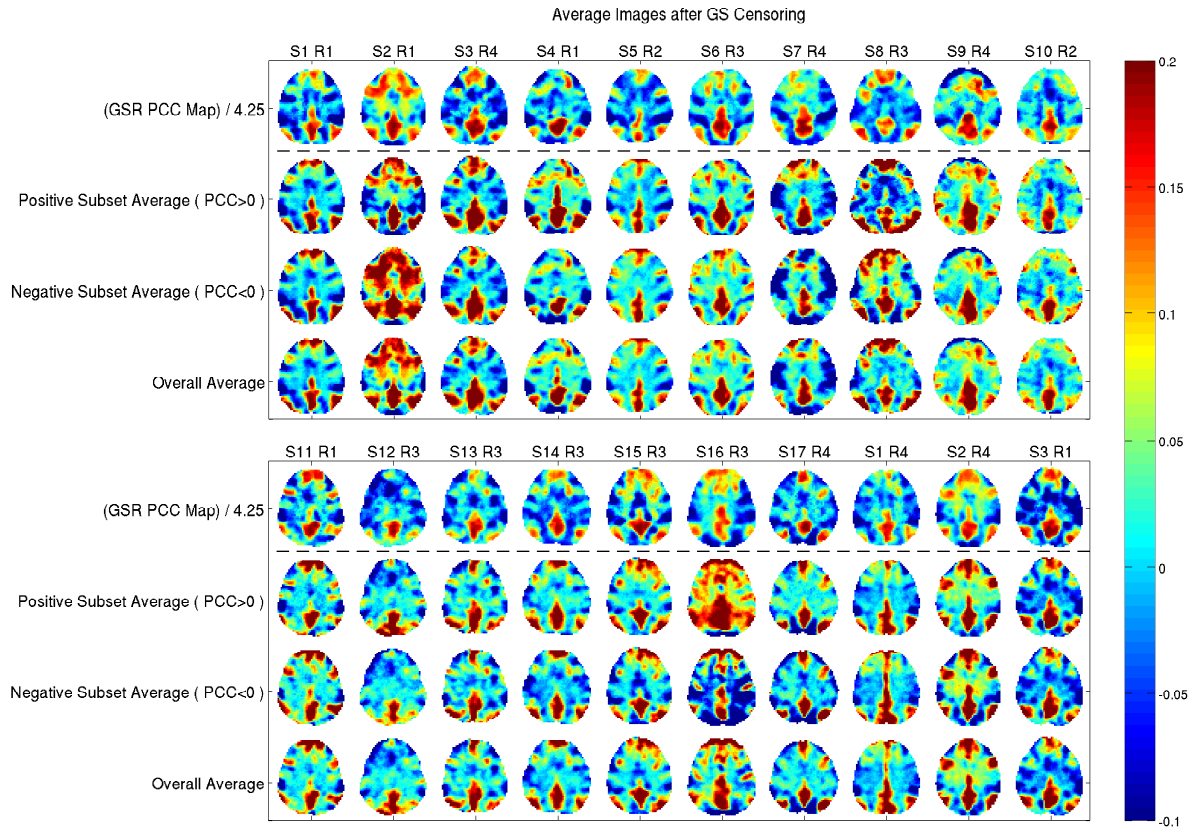 Average Images after GS Censoring
S1 R1 S2 R1 S3 R4 S4 R1 S5 R2 S6 R3 S7 R4 S8 R3 S9 R4 S10 R2
(GSR PCC Map) / 4.25
Positive Subset Average ( PCC>0 )
Negative Subset Average ( PCC<0 )
Overall Average
S11 R1 S12 R3 S13 R3 S14 R3 S15 R3 S16 R3 S17 R4 S1 R4 S2 R4 S3 R1
(GSR PCC Map) / 4.25
Positive Subset Average ( PCC>0 )
Negative Subset Average ( PCC<0 )
Overall Average
0.2
0.15
0.1
0.05
0
-0.05
-0.1